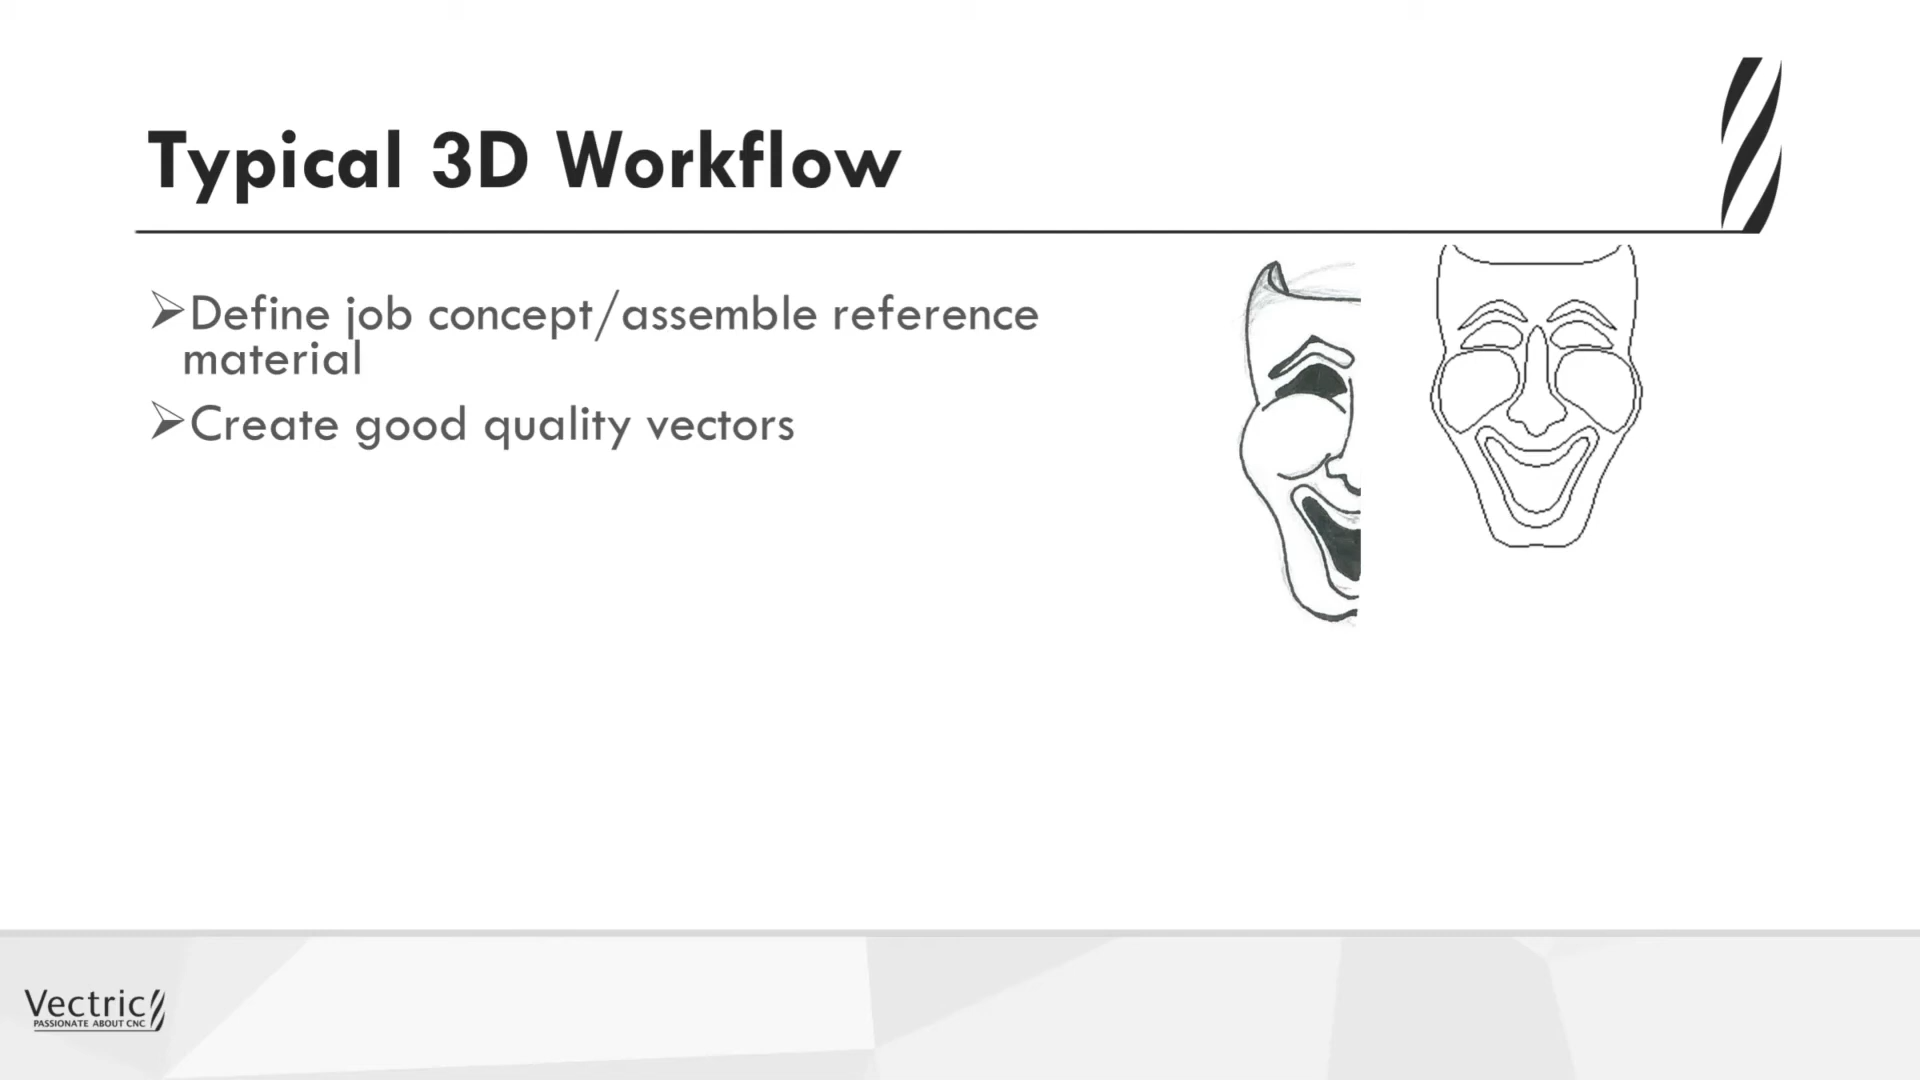 Typical 3D Workflow
➢Define job concept/assemble reference
material
➢Create good quality vectors
Vectric
PASSIONATE ABOUT CNC